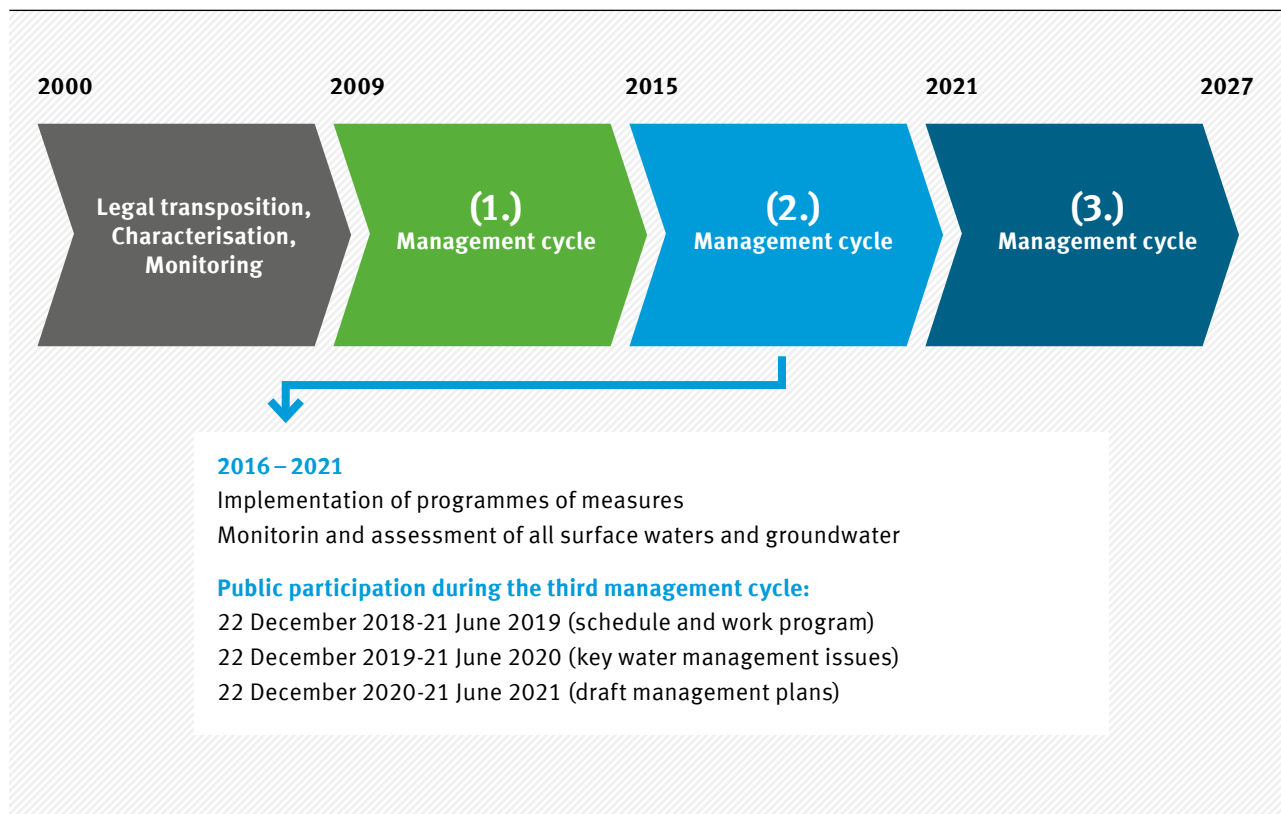 2000 2009 2015 2021 2027
Legal transposition,
Characterisation,
Monitoring
(1.)
Management cycle
(2.)
Management cycle
(3.)
Management cycle
2016 – 2021
Implementation of programmes of measures
Monitorin and assessment of all surface waters and groundwater
Public participation during the third management cycle:
22 December 2018-21 June 2019 (schedule and work program)
22 December 2019-21 June 2020 (key water management issues)
22 December 2020-21 June 2021 (draft management plans)